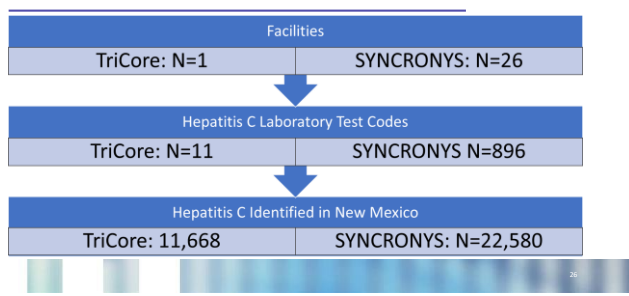 Facilities
TriCore: N=1 SYNCRONYS: N=26
Hepatitis C Laboratory Test Codes
TriCore: N=11 SYNCRONYS N=896
Hepatitis C Identified in New Mexico
TriCore: 11,668 SYNCRONYS: N=22,580
26